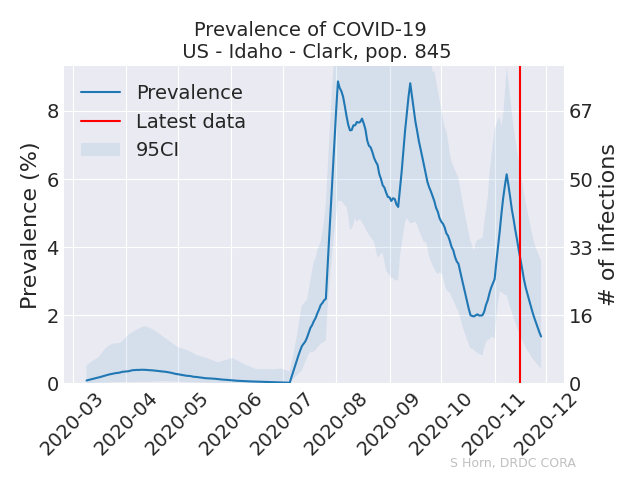 Prevalence of COVID-19
US - Idaho - Clark, pop. 845
Prevalence
Latest data
95CI
Prevalence (%)
8
6
4
2
0
67
50
33
16
0
# of infections
2020-03
2020-04
2020-05
2020-06
2020-07
2020-08
2020-09
2020-10
2020-11
2020-12
S Horn, DRDC CORA